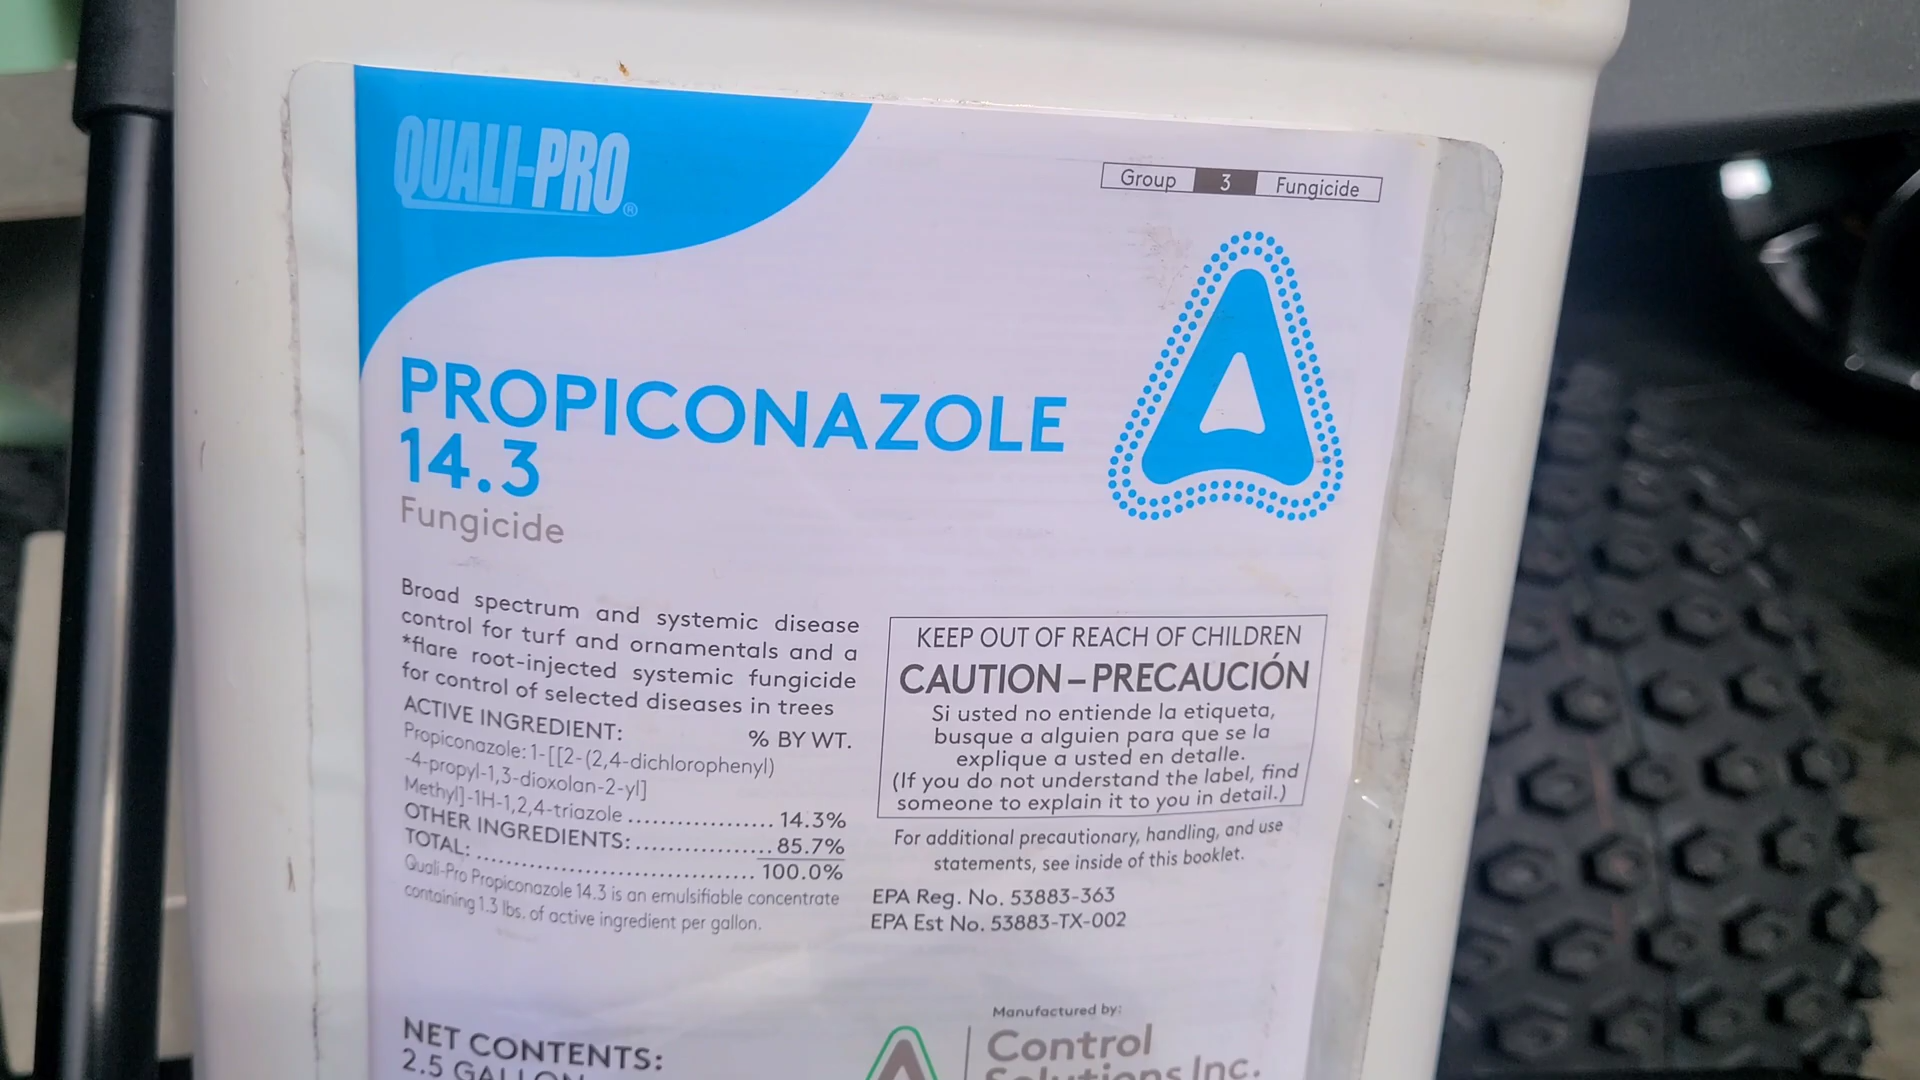 QUALI-PRO®
Group 3 Fungicide
PROPICONAZOLE
14.3
Fungicide
Broad spectrum and systemic disease
control for turf and ornamentals and a
*flare root-injected systemic fungicide
for control of selected diseases in trees
ACTIVE INGREDIENT: % BY WT.
Propiconazole: 1-[[2-(2,4-dichlorophenyl)
-4-propyl-1,3-dioxolan-2-yl]
Methyl]-1H-1,2,4-triazole .................... 14.3%
OTHER INGREDIENTS: ................... 85.7%
TOTAL: ........................................ 100.0%
Quali-Pro Propiconazole 14.3 is an emulsifiable concentrate
containing 1.3 lbs. of active ingredient per gallon.
KEEP OUT OF REACH OF CHILDREN
CAUTION – PRECAUCIÓN
Si usted no entiende la etiqueta,
busque a alguien para que se la
explique a usted en detalle.
(If you do not understand the label, find
someone to explain it to you in detail.)
For additional precautionary, handling, and use
statements, see inside of this booklet.
EPA Reg. No. 53883-363
EPA Est No. 53883-TX-002
NET CONTENTS:
2.5 GALLON
Manufactured by:
Control
Solutions Inc.